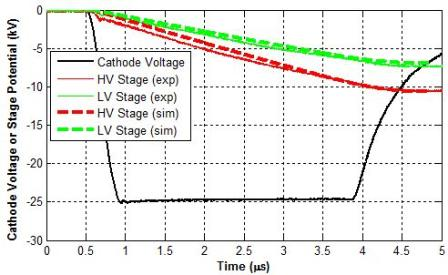 Cathode Voltage or Stage Potential (kV)
0
-5
-10
-15
-20
-25
-30
Cathode Voltage
HV Stage (exp)
LV Stage (exp)
HV Stage (sim)
LV Stage (sim)
0 0.5 1 1.5 2 2.5 3 3.5 4 4.5 5
Time (μs)